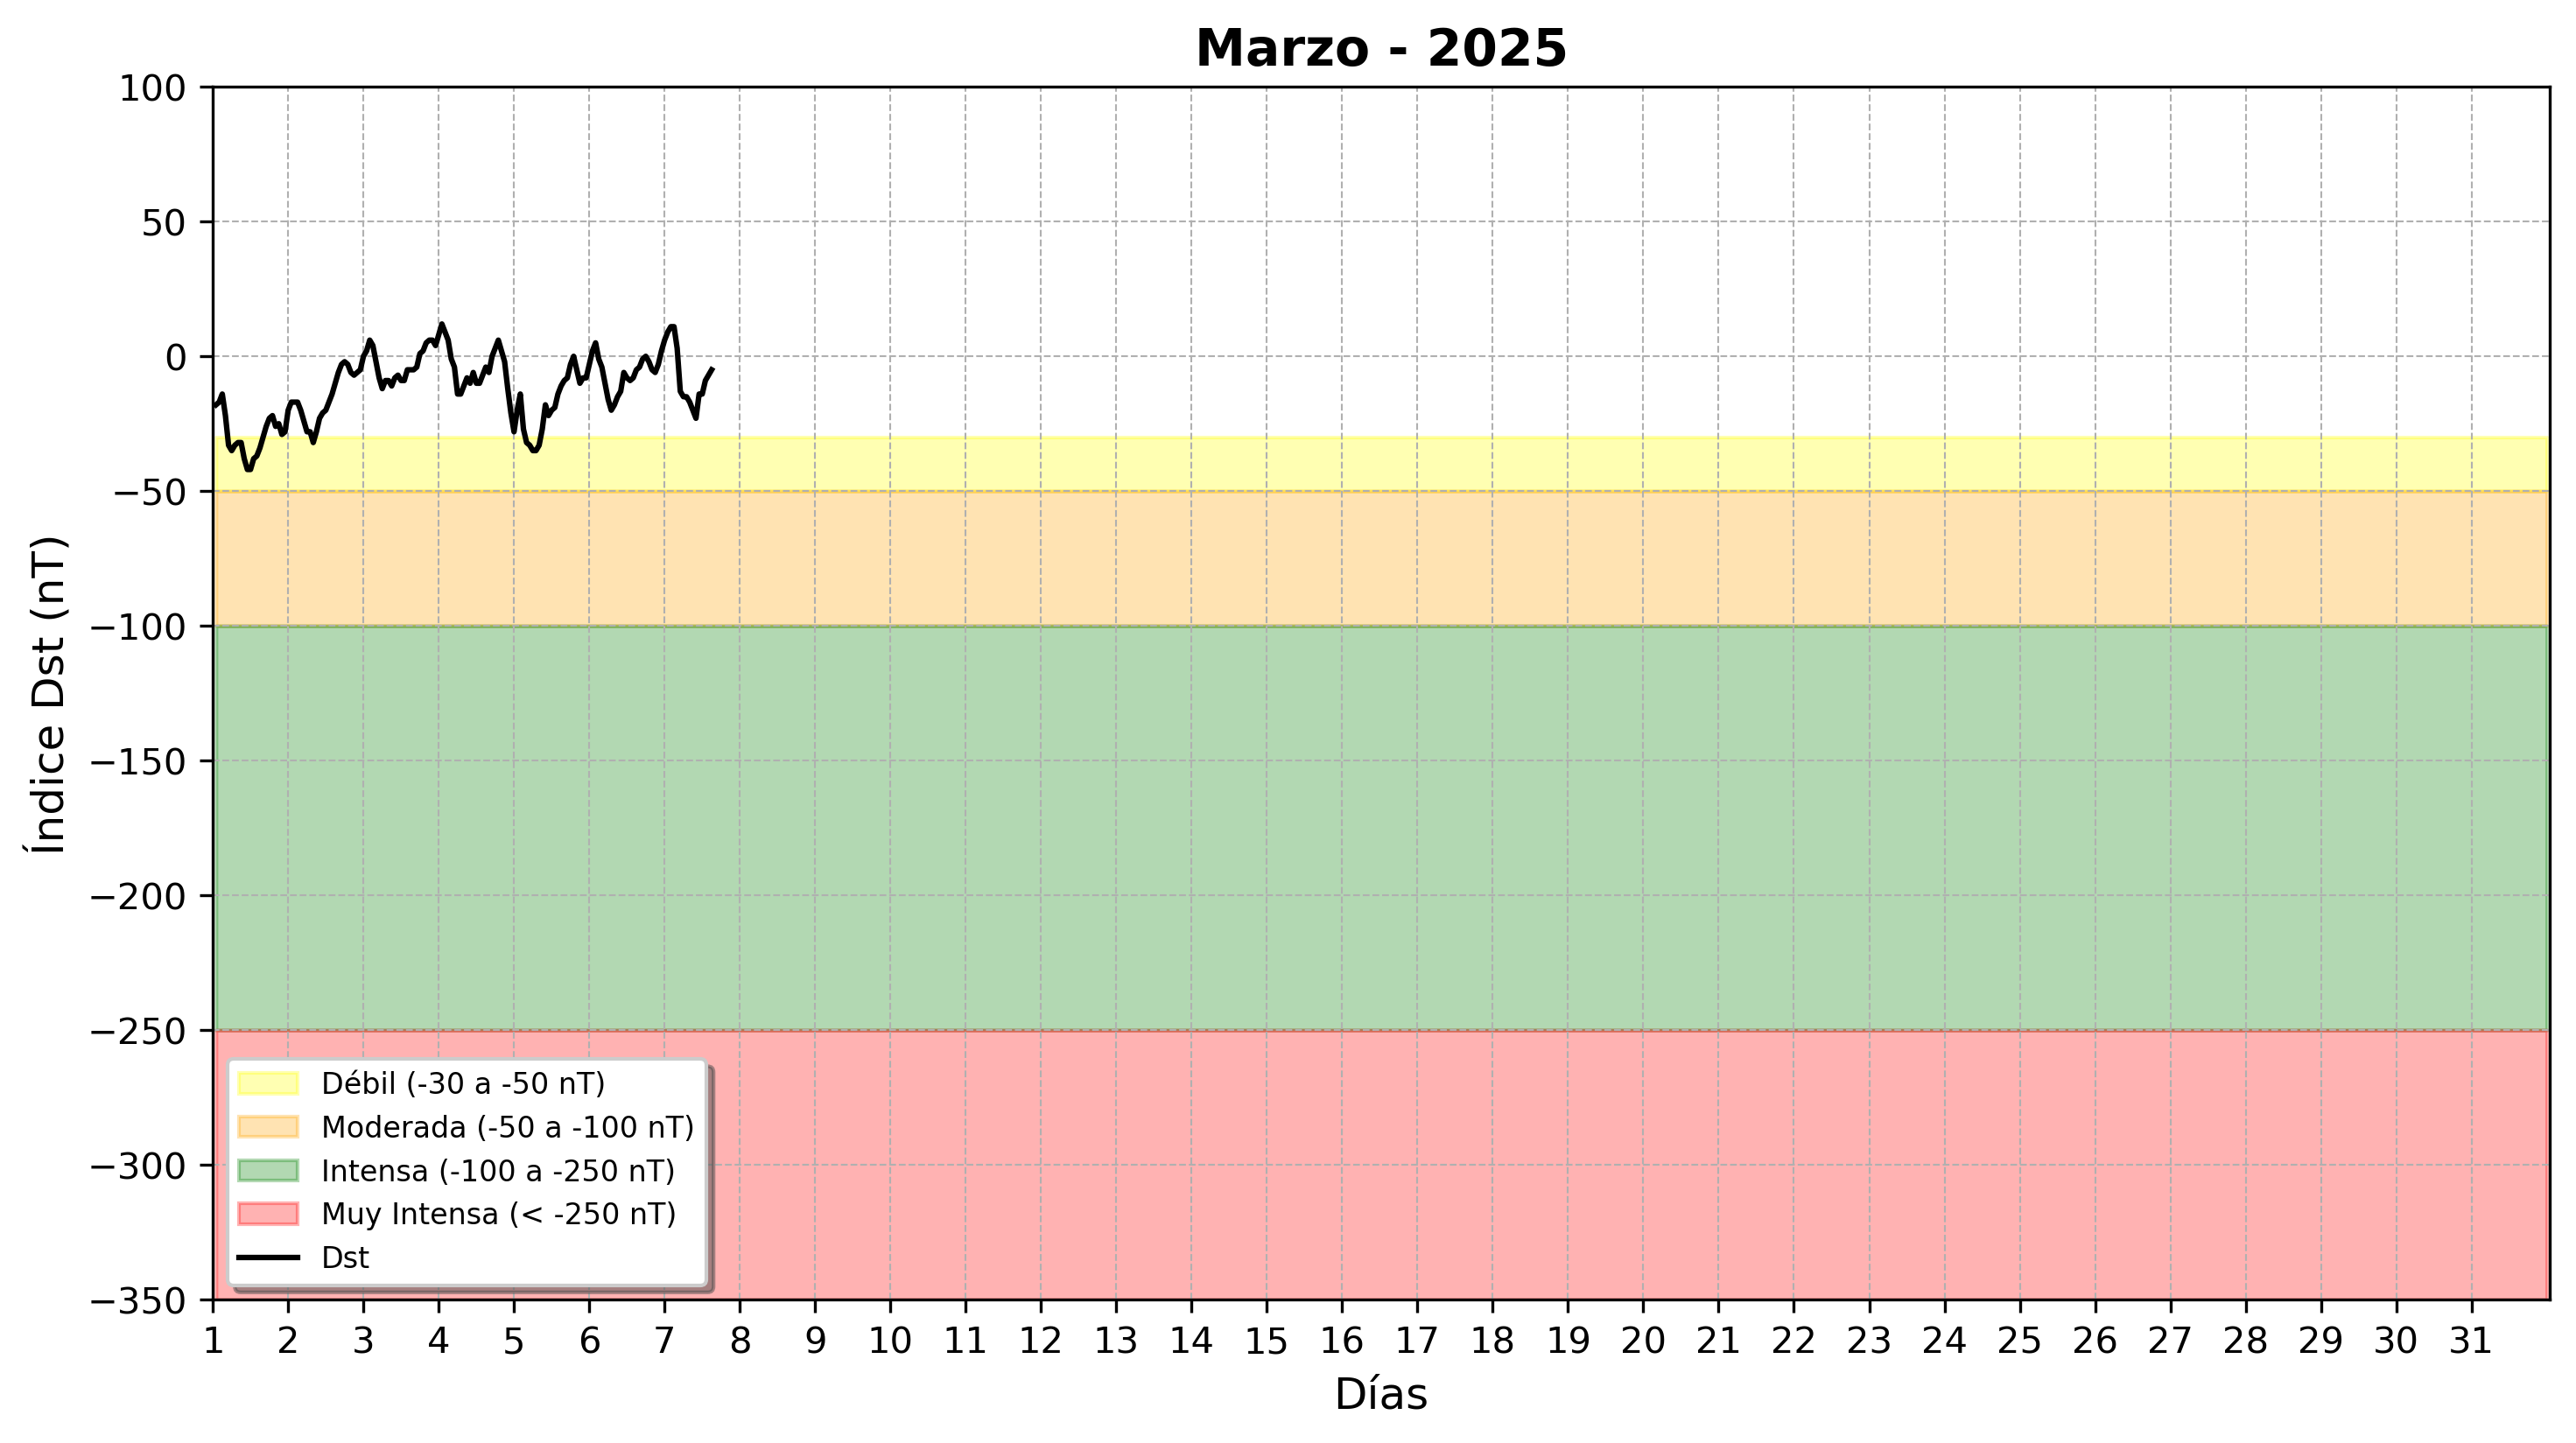 Marzo - 2025
100
50
0
−50
−100
−150
−200
−250
−300
−350
Índice Dst (nT)
Débil (-30 a -50 nT)
Moderada (-50 a -100 nT)
Intensa (-100 a -250 nT)
Muy Intensa (< -250 nT)
Dst
1 2 3 4 5 6 7 8 9 10 11 12 13 14 15 16 17 18 19 20 21 22 23 24 25 26 27 28 29 30 31
Días